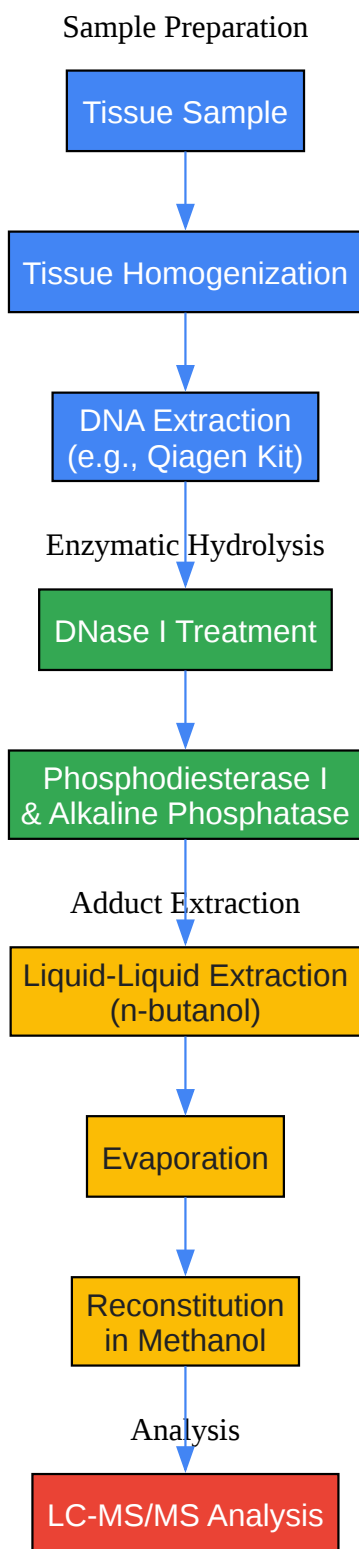 Sample Preparation
Tissue Sample
Tissue Homogenization
DNA Extraction
(e.g., Qiagen Kit)
Enzymatic Hydrolysis
DNase I Treatment
Phosphodiesterase I
& Alkaline Phosphatase
Adduct Extraction
Liquid-Liquid Extraction
(n-butanol)
Evaporation
Reconstitution
in Methanol
Analysis
LC-MS/MS Analysis